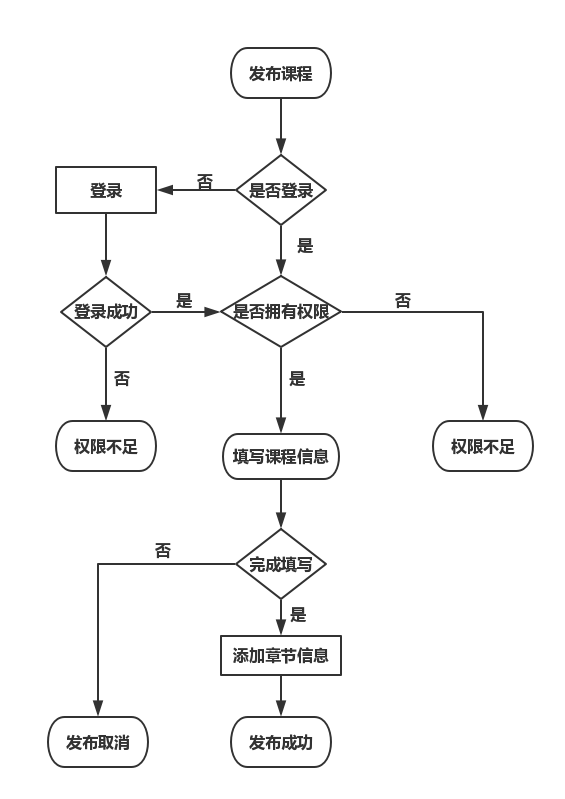 发布课程
否
登录
是否登录
是
登录成功
是
是否拥有权限
否
否
是
权限不足
填写课程信息
权限不足
否
完成填写
是
添加章节信息
发布取消
发布成功